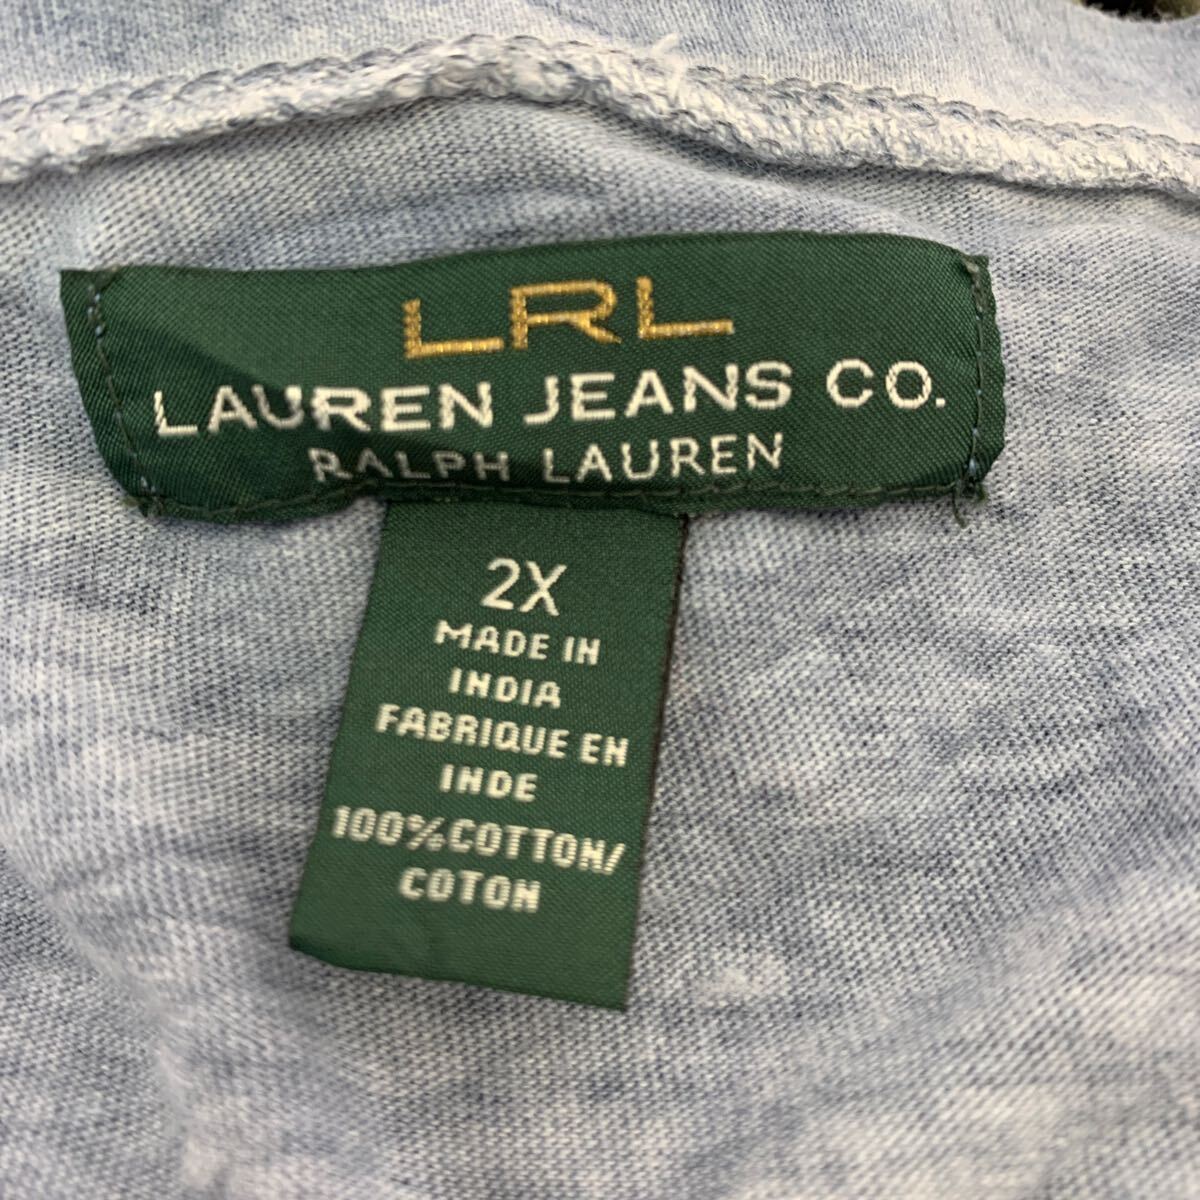 LRL
LAUREN JEANS CO.
RALPH LAUREN
2X
MADE IN
INDIA
FABRIQUE EN
INDE
100%COTTON/
COTON